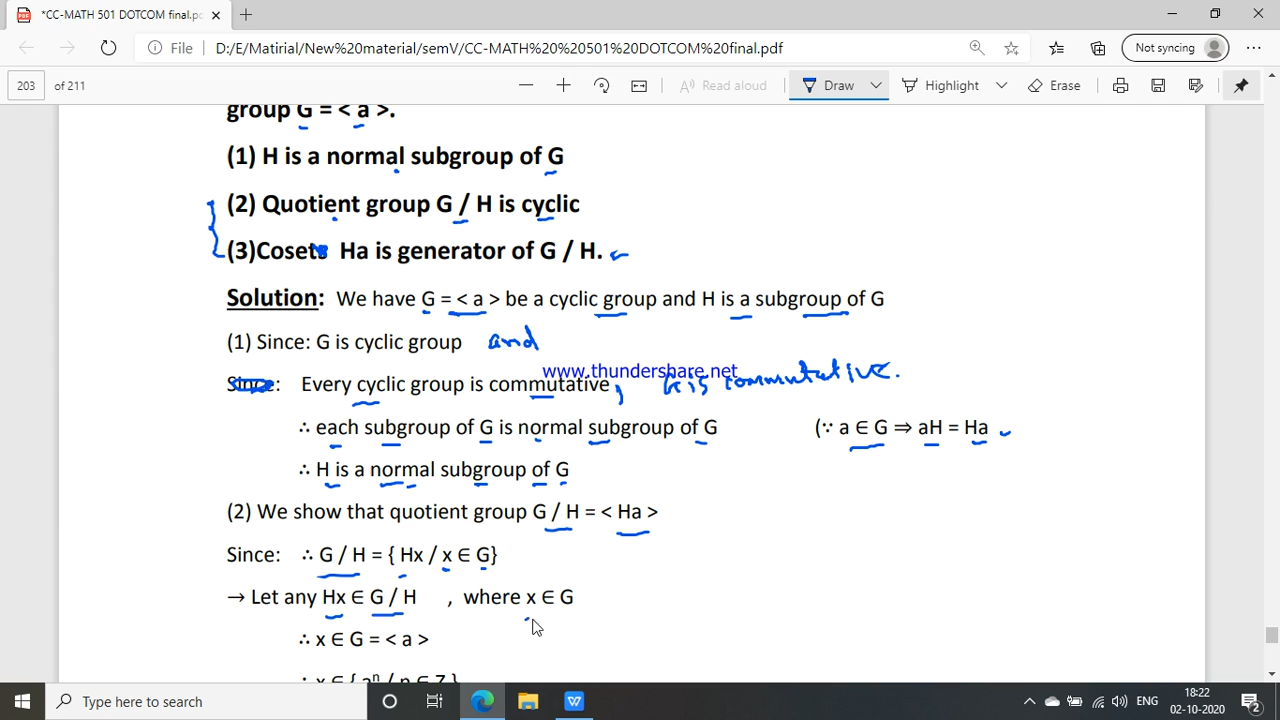 *CC-MATH 501 DOTCOM final.pd
File D:/E/Matirial/New%20material/semV/CC-MATH%20%20501%20DOTCOM%20final.pdf Not syncing
203 of 211 Read aloud Draw Highlight Erase
group G = < a >.
(1) H is a normal subgroup of G
(2) Quotient group G / H is cyclic
(3)Cosets Ha is generator of G / H.
Solution: We have G = < a > be a cyclic group and H is a subgroup of G
(1) Since: G is cyclic group and
www.thundershare.net
Since: Every cyclic group is commutative, G is commutative.
∴ each subgroup of G is normal subgroup of G (∵ a ∈ G ⇒ aH = Ha
∴ H is a normal subgroup of G
(2) We show that quotient group G / H = < Ha >
Since: ∴ G / H = { Hx / x ∈ G}
→ Let any Hx ∈ G / H , where x ∈ G
∴ x ∈ G = < a >
∴ x ∈ { aⁿ / n ∈ Z }
Type here to search ENG 18:22
02-10-2020 2